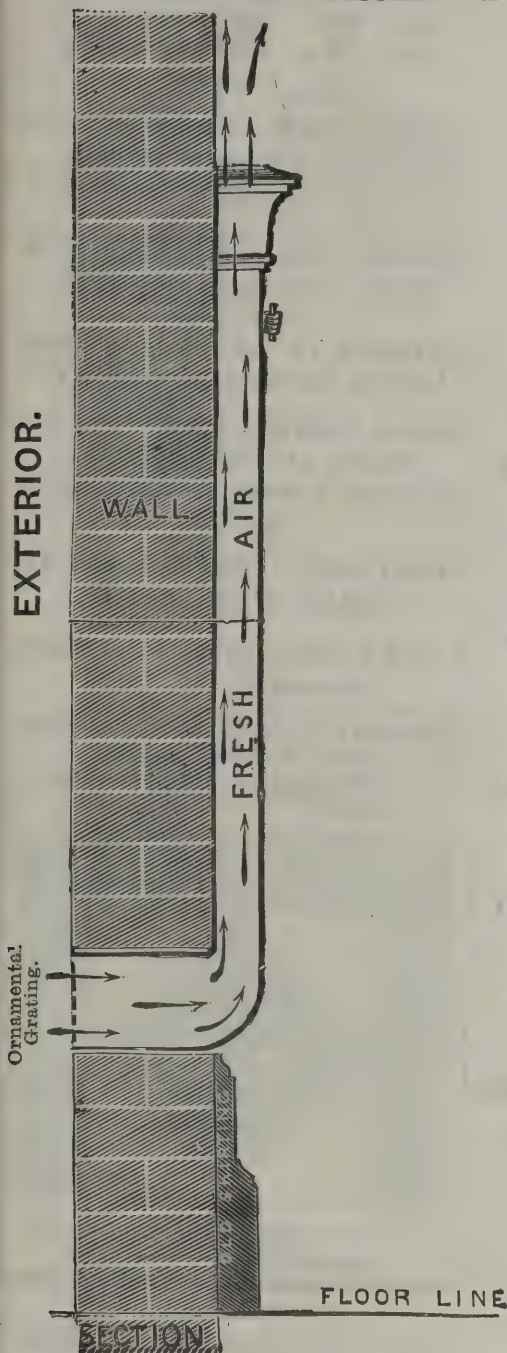 EXTERIOR.
WALL
FRESH AIR
Ornamental
Grating.
FLOOR LINE
SECTION